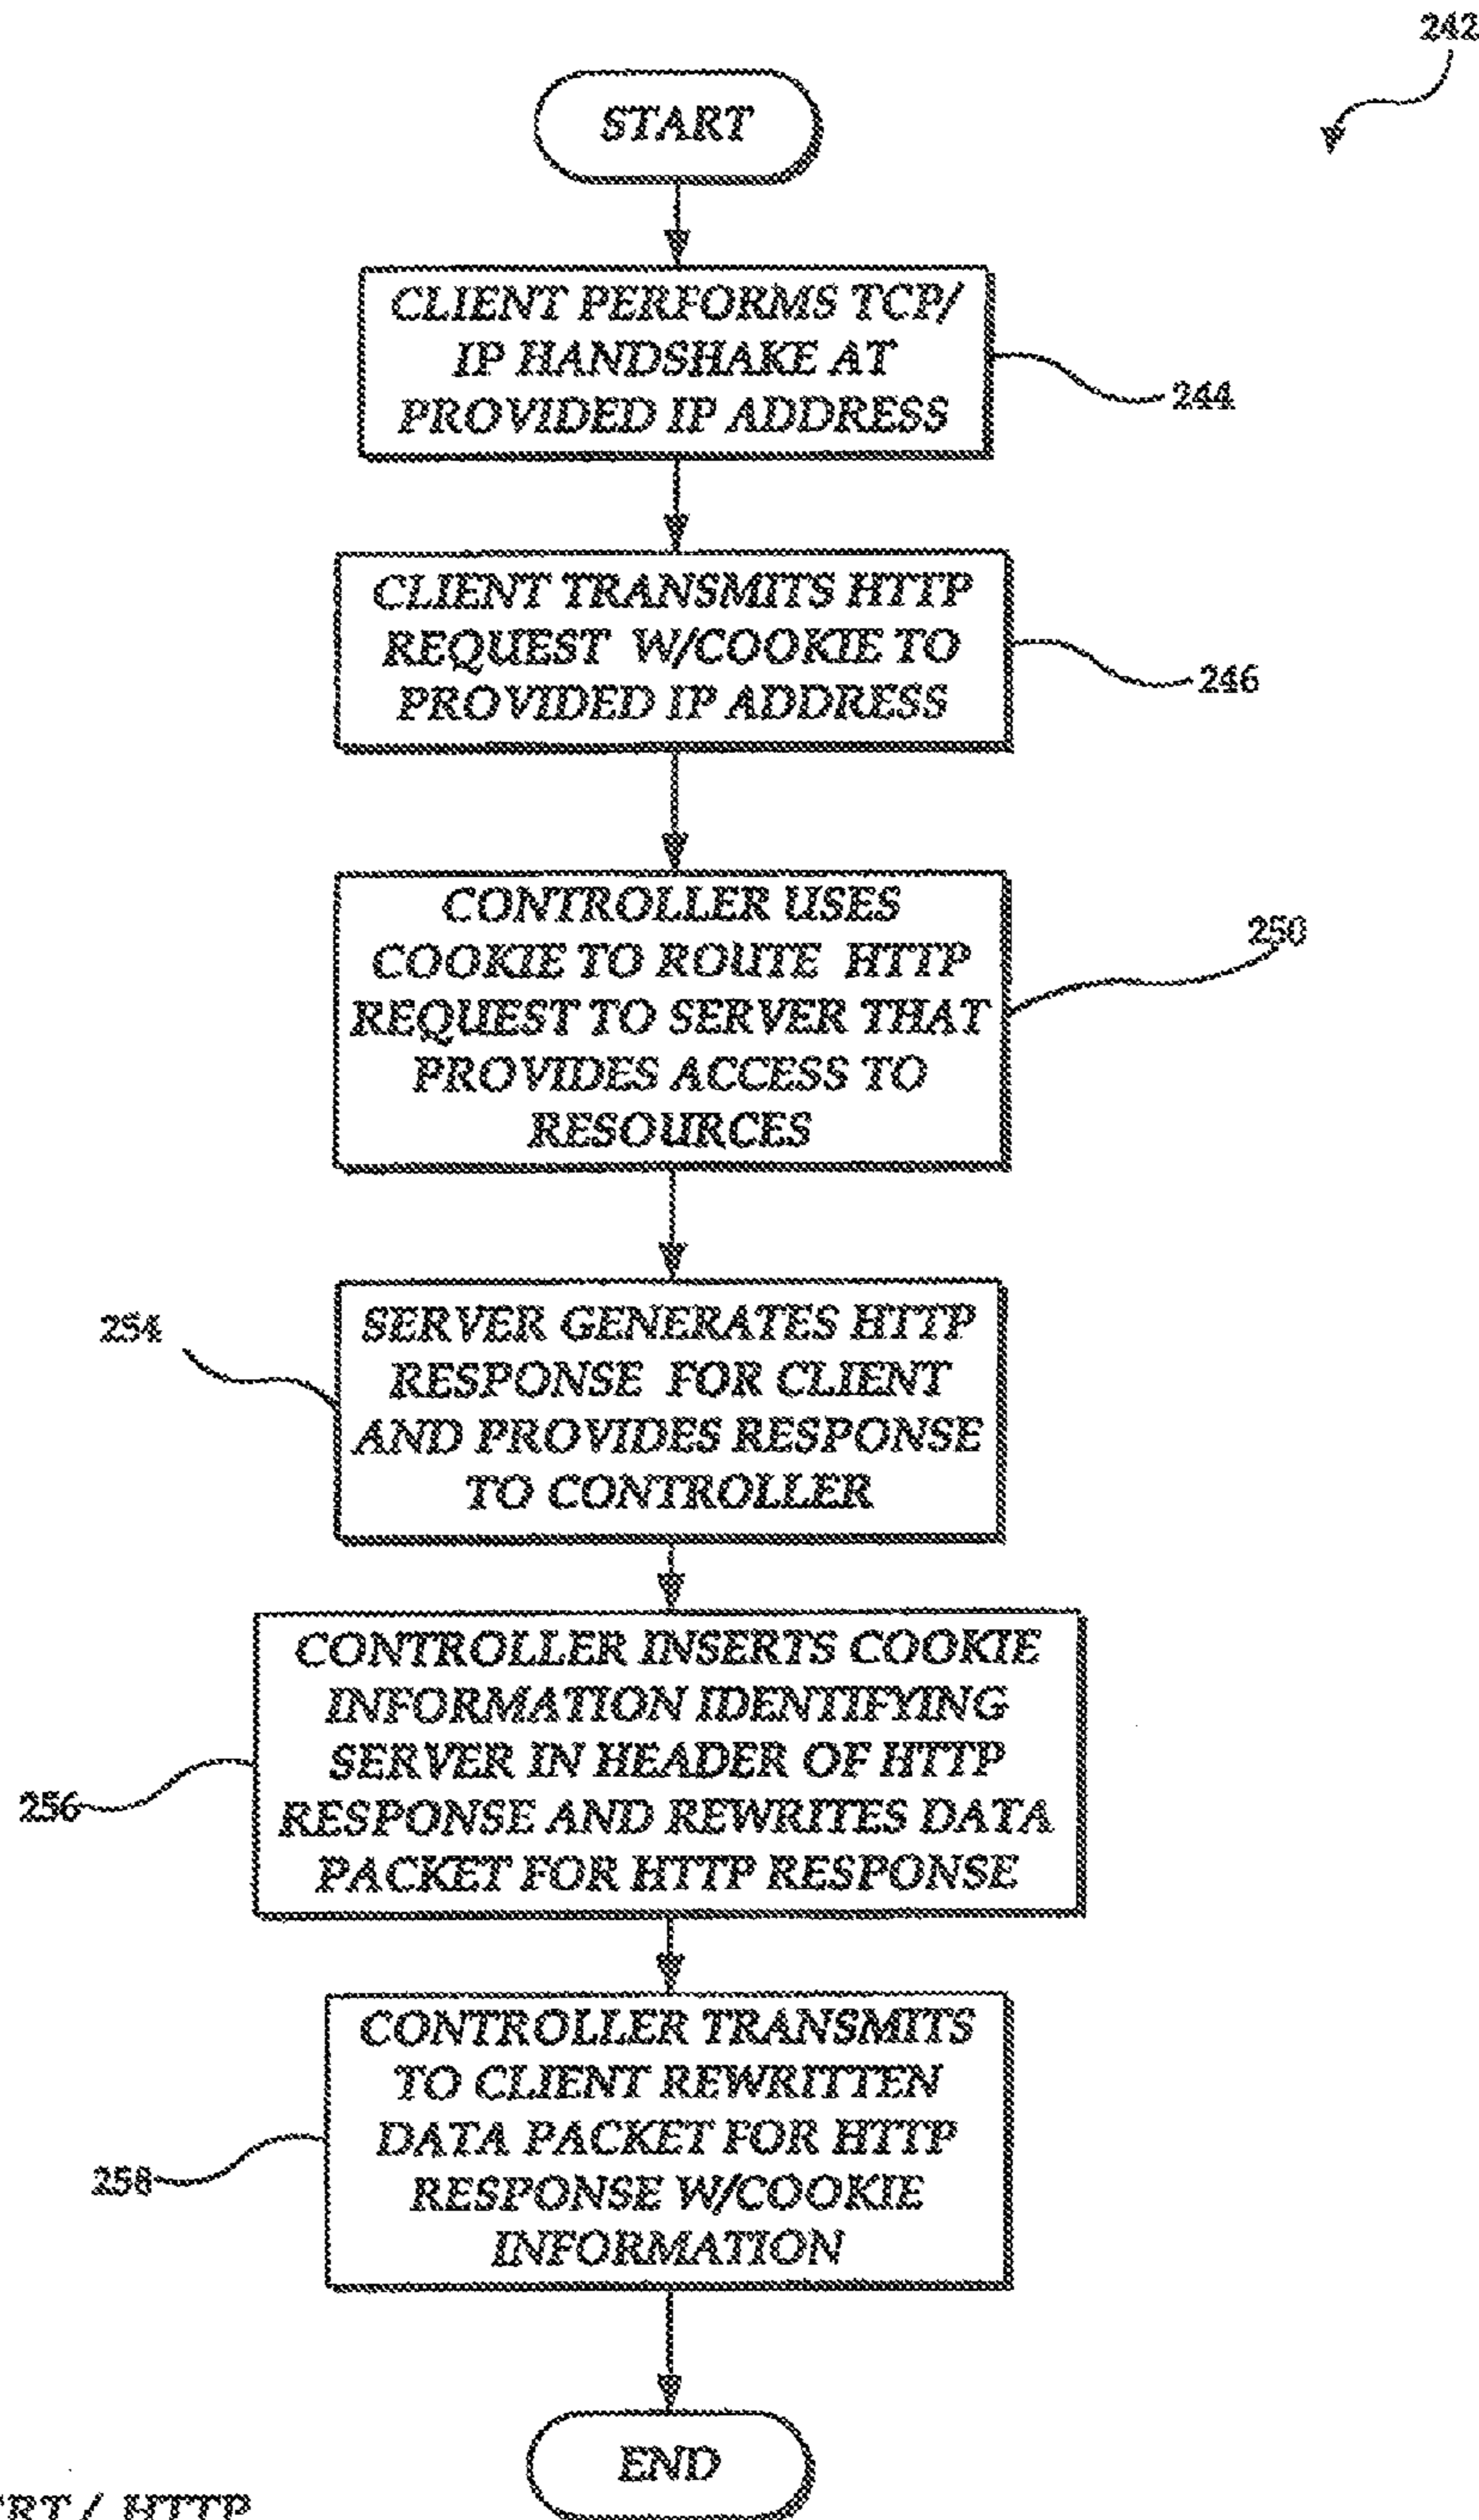 242
START
CLIENT PERFORMS TCP/
IP HANDSHAKE AT
PROVIDED IP ADDRESS
244
CLIENT TRANSMITS HTTP
REQUEST W/COOKIE TO
PROVIDED IP ADDRESS
246
CONTROLLER USES
COOKIE TO ROUTE HTTP
REQUEST TO SERVER THAT
PROVIDES ACCESS TO
RESOURCES
250
SERVER GENERATES HTTP
RESPONSE FOR CLIENT
AND PROVIDES RESPONSE
TO CONTROLLER
254
CONTROLLER INSERTS COOKIE
INFORMATION IDENTIFYING
SERVER IN HEADER OF HTTP
RESPONSE AND REWRITES DATA
PACKET FOR HTTP RESPONSE
256
CONTROLLER TRANSMITS
TO CLIENT REWRITTEN
DATA PACKET FOR HTTP
RESPONSE W/COOKIE
INFORMATION
258
END
/ HTTP